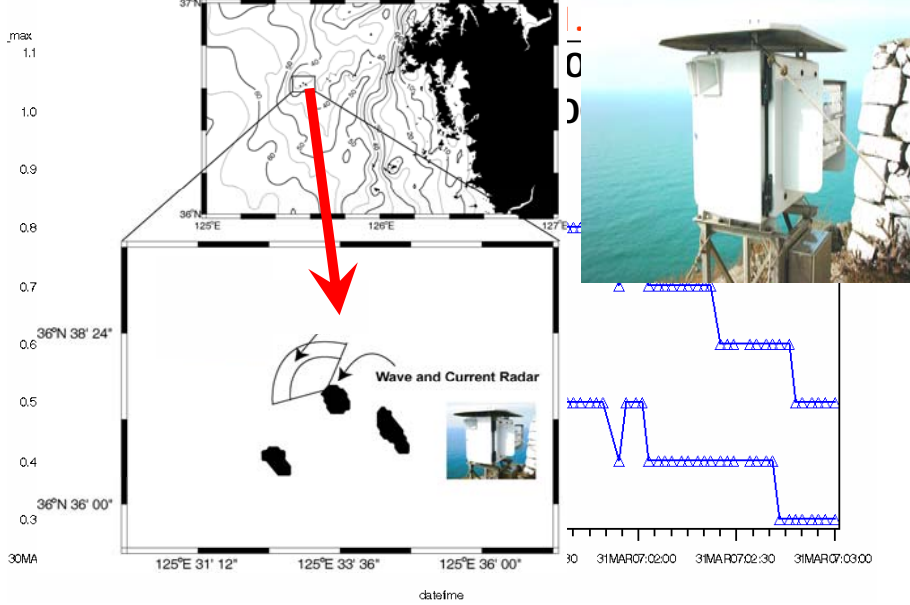 37°N
_max
1.1
1.0
0.9
36°N
125°E
126°E
127°E
0.8
0.7
36°N 38' 24"
0.6
Wave and Current Radar
0.5
0.4
36°N 36' 00"
0.3
30MA
125°E 31' 12"
125°E 33' 36"
125°E 36' 00"
31MAR07:02:00
31MAR07:02:30
31MAR07:03:00
datetime